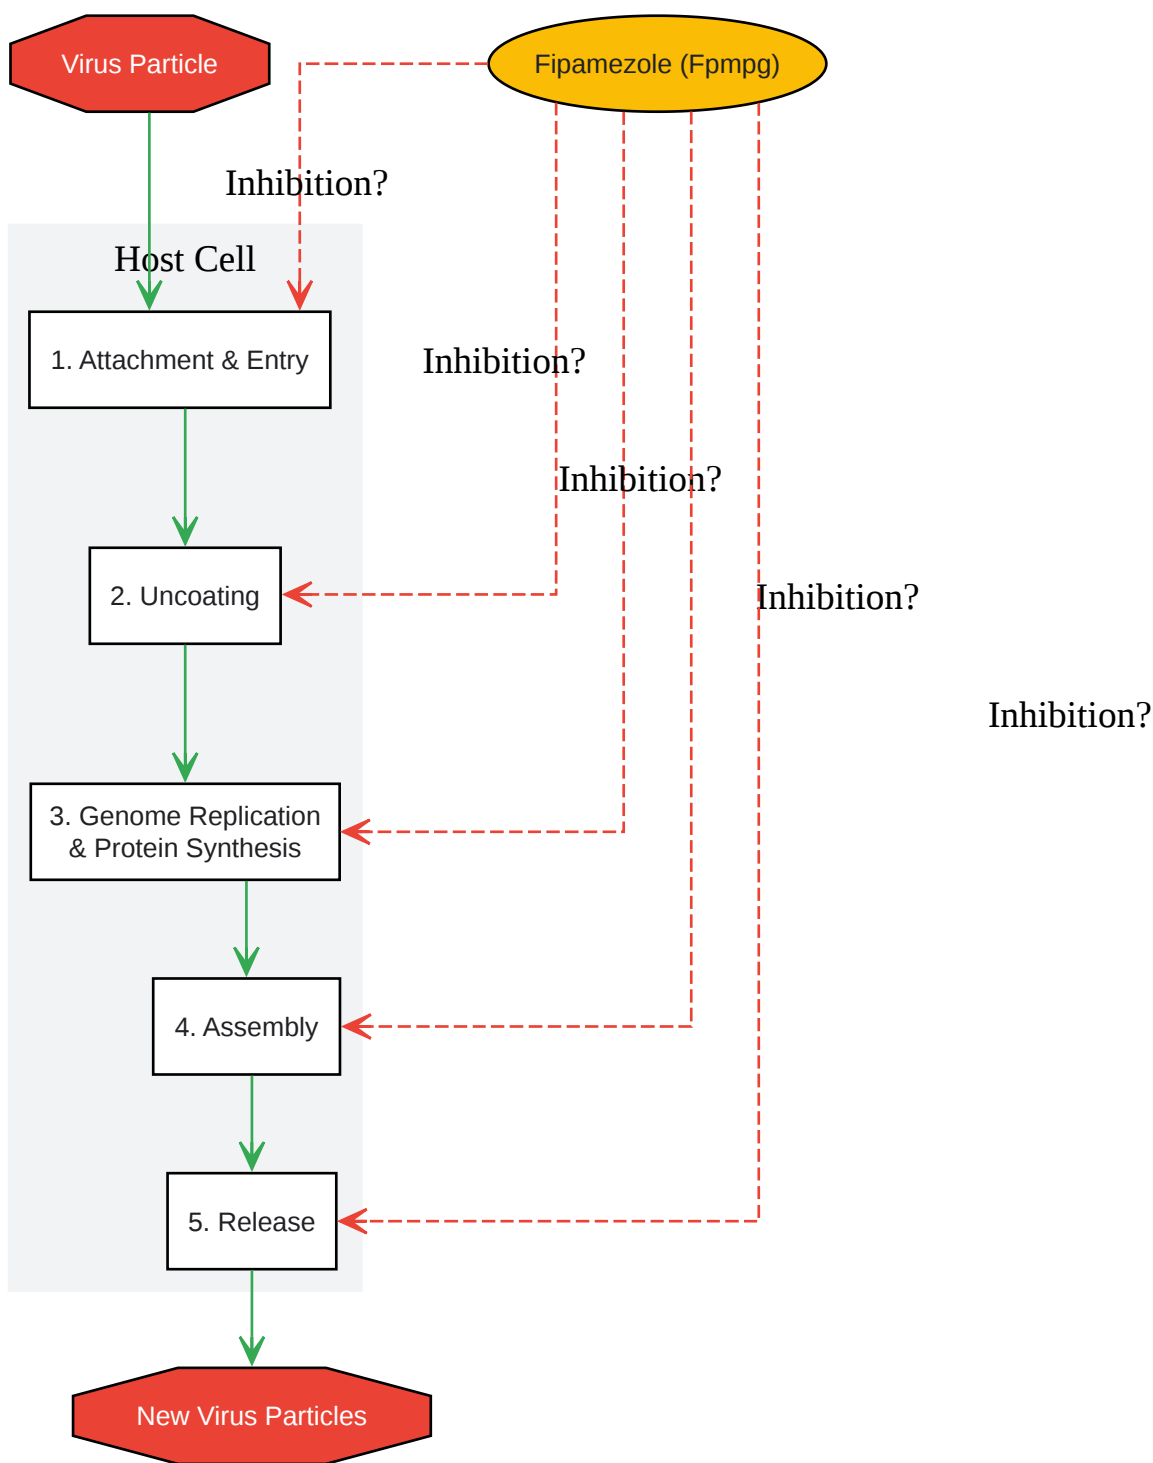 Virus Particle
Fipamezole (Fpmpg)
Inhibition?
Host Cell
1. Attachment & Entry
Inhibition?
Inhibition?
2. Uncoating
Inhibition?
Inhibition?
3. Genome Replication
& Protein Synthesis
4. Assembly
5. Release
New Virus Particles